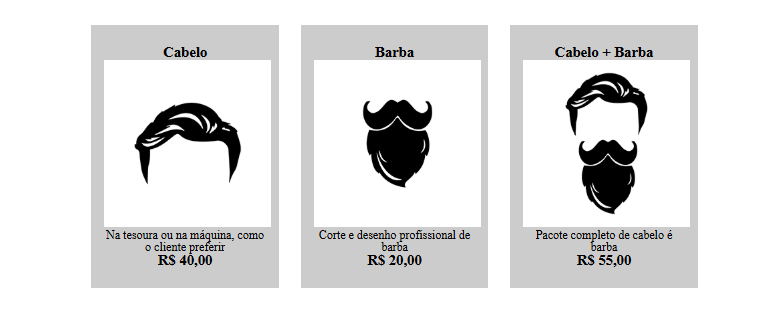 Cabelo
Na tesoura ou na máquina, como
o cliente preferir
R$ 40,00
Barba
Corte e desenho profissional de
barba
R$ 20,00
Cabelo + Barba
Pacote completo de cabelo é
barba
R$ 55,00